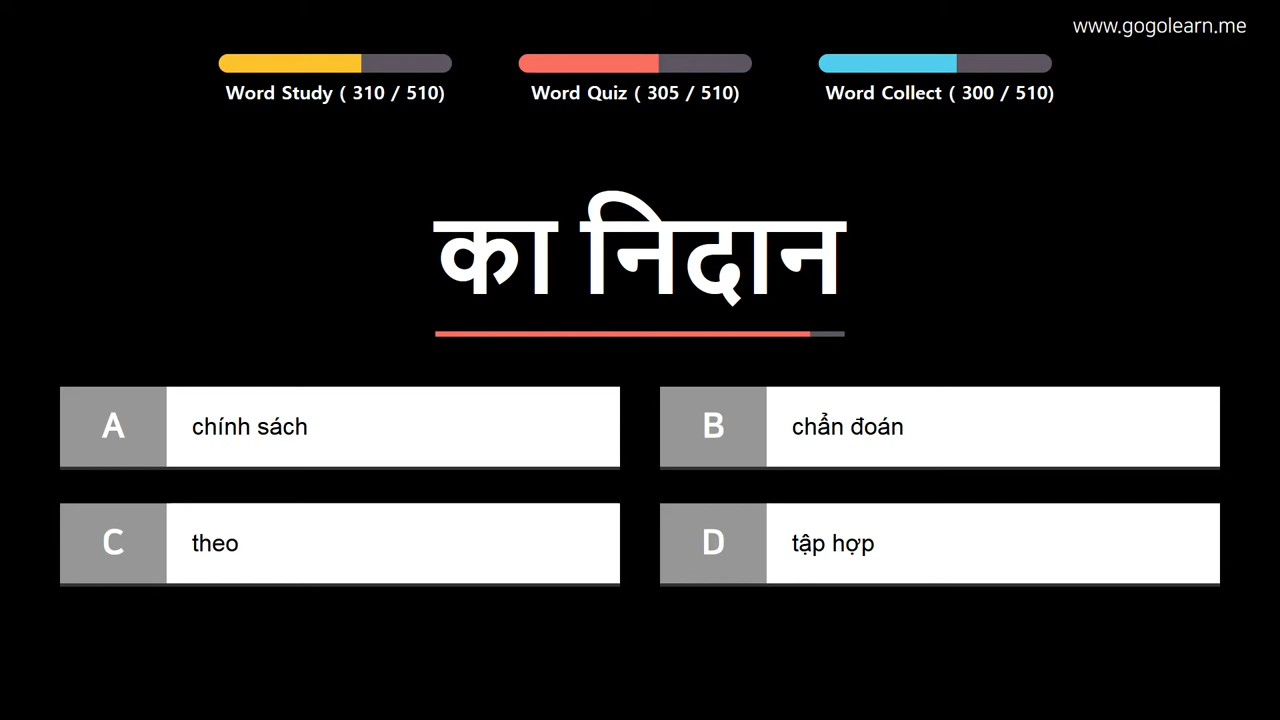 www.gogolearn.me
Word Study ( 310 / 510)
Word Quiz ( 305 / 510)
Word Collect ( 300 / 510)
का निदान
A
chính sách
B
chẩn đoán
C
theo
D
tập hợp